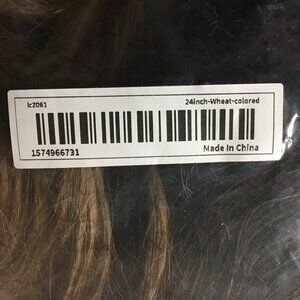 lc2061 24inch-Wheat-colored
1574966731 Made In China